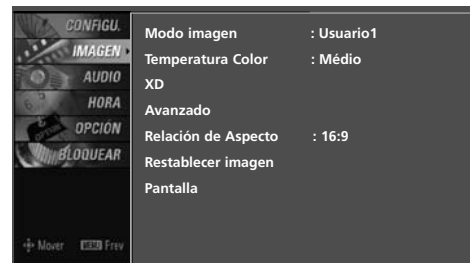 CONFIGU.
IMAGEN
AUDIO
HORA
OPCIÓN
BLOQUEAR
Mover MENU Prev
Modo imagen : Usuario1
Temperatura Color : Médio
XD
Avanzado
Relación de Aspecto : 16:9
Restablecer imagen
Pantalla